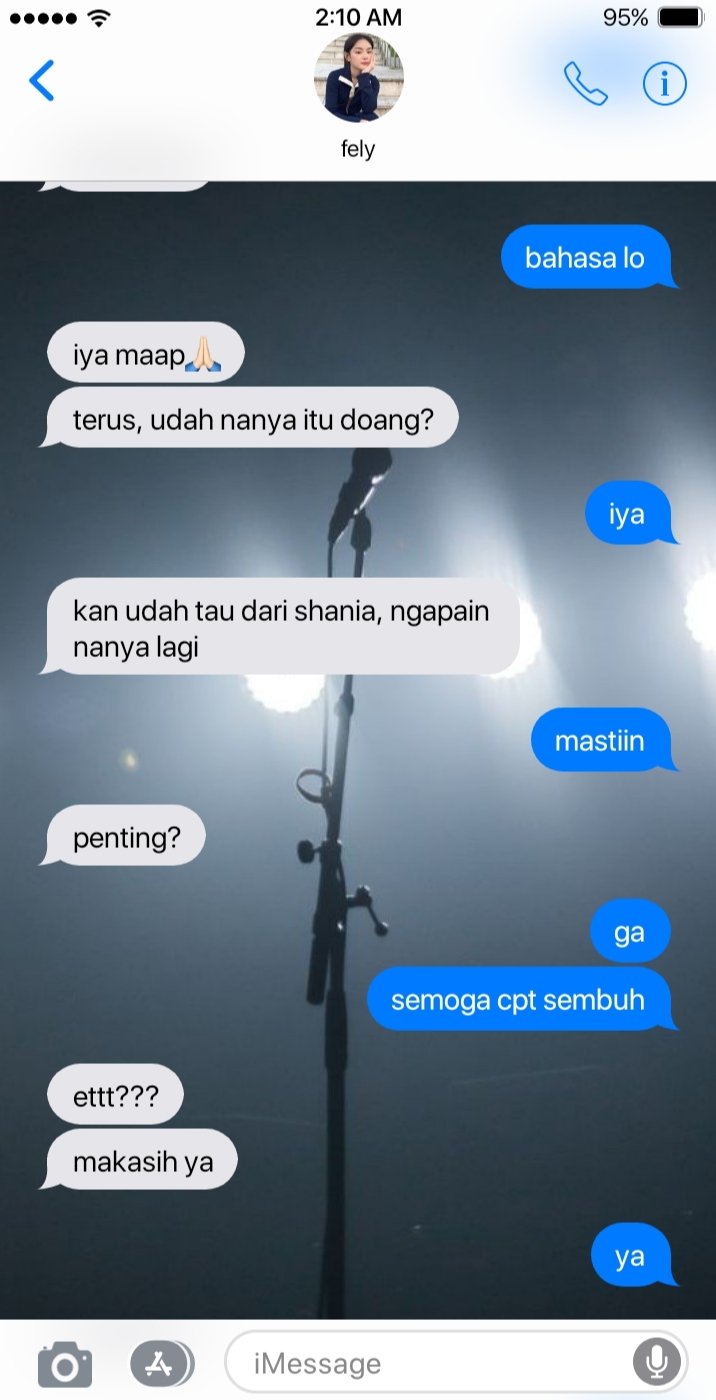 2:10 AM
95%
fely
bahasa lo
iya maap🙏🏻
terus, udah nanya itu doang?
iya
kan udah tau dari shania, ngapain
nanya lagi
mastiin
penting?
ga
semoga cpt sembuh
ettt???
makasih ya
ya
iMessage